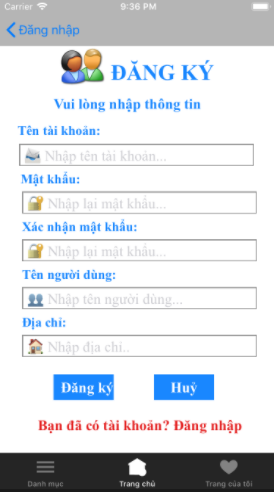 Carrier 9:36 PM
Đăng nhập
ĐĂNG KÝ
Vui lòng nhập thông tin
Tên tài khoản:
Nhập tên tài khoản...
Mật khẩu:
Nhập lại mật khẩu...
Xác nhận mật khẩu:
Nhập lại mật khẩu...
Tên người dùng:
Nhập tên người dùng...
Địa chỉ:
Nhập địa chỉ..
Đăng ký Huỷ
Bạn đã có tài khoản? Đăng nhập
Danh mục Trang chủ Trang của tôi